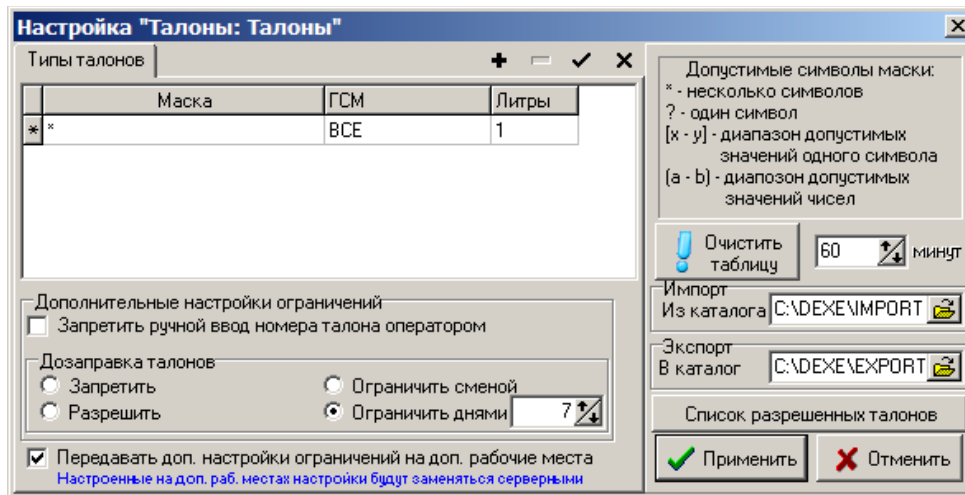 Настройка "Талоны: Талоны"
Типы талонов
Маска ГСМ Литры
* * ВСЕ 1
Дополнительные настройки ограничений
Запретить ручной ввод номера талона оператором
Дозаправка талонов
Запретить Ограничить сменой
Разрешить Ограничить днями 7
Передавать доп. настройки ограничений на доп. рабочие места
Настроенные на доп. раб. местах настройки будут заменяться серверными
Допустимые символы маски:
* - несколько символов
? - один символ
[x - y] - диапазон допустимых
значений одного символа
(a - b) - диапозон допустимых
значений чисел
Очистить
таблицу
60 минут
Импорт
Из каталога C:\DEXE\IMPORT
Экспорт
В каталог C:\DEXE\EXPORT
Список разрешенных талонов
Применить Отменить